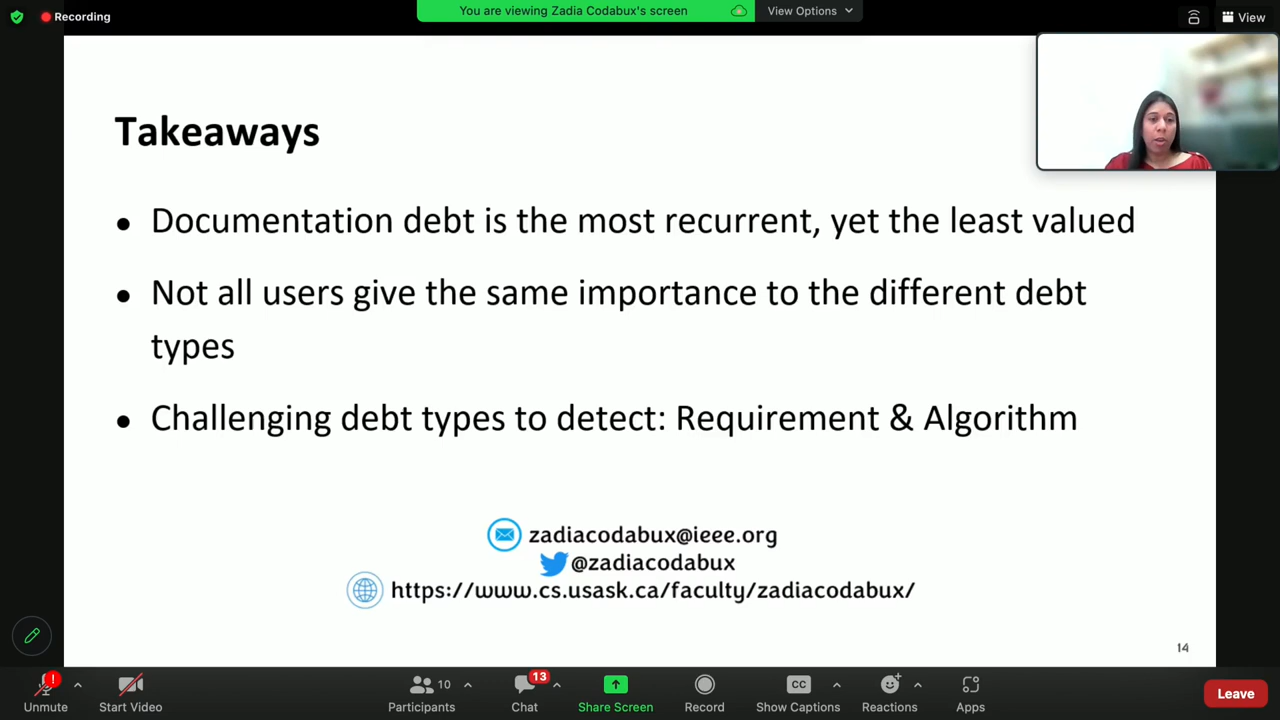 Recording
You are viewing Zadia Codabux's screen
View Options
View
Takeaways
• Documentation debt is the most recurrent, yet the least valued
• Not all users give the same importance to the different debt
types
• Challenging debt types to detect: Requirement & Algorithm
zadiacodabux@ieee.org
@zadiacodabux
https://www.cs.usask.ca/faculty/zadiacodabux/
14
!
10
13
CC
Unmute
Start Video
Participants
Chat
Share Screen
Record
Show Captions
Reactions
Apps
Leave